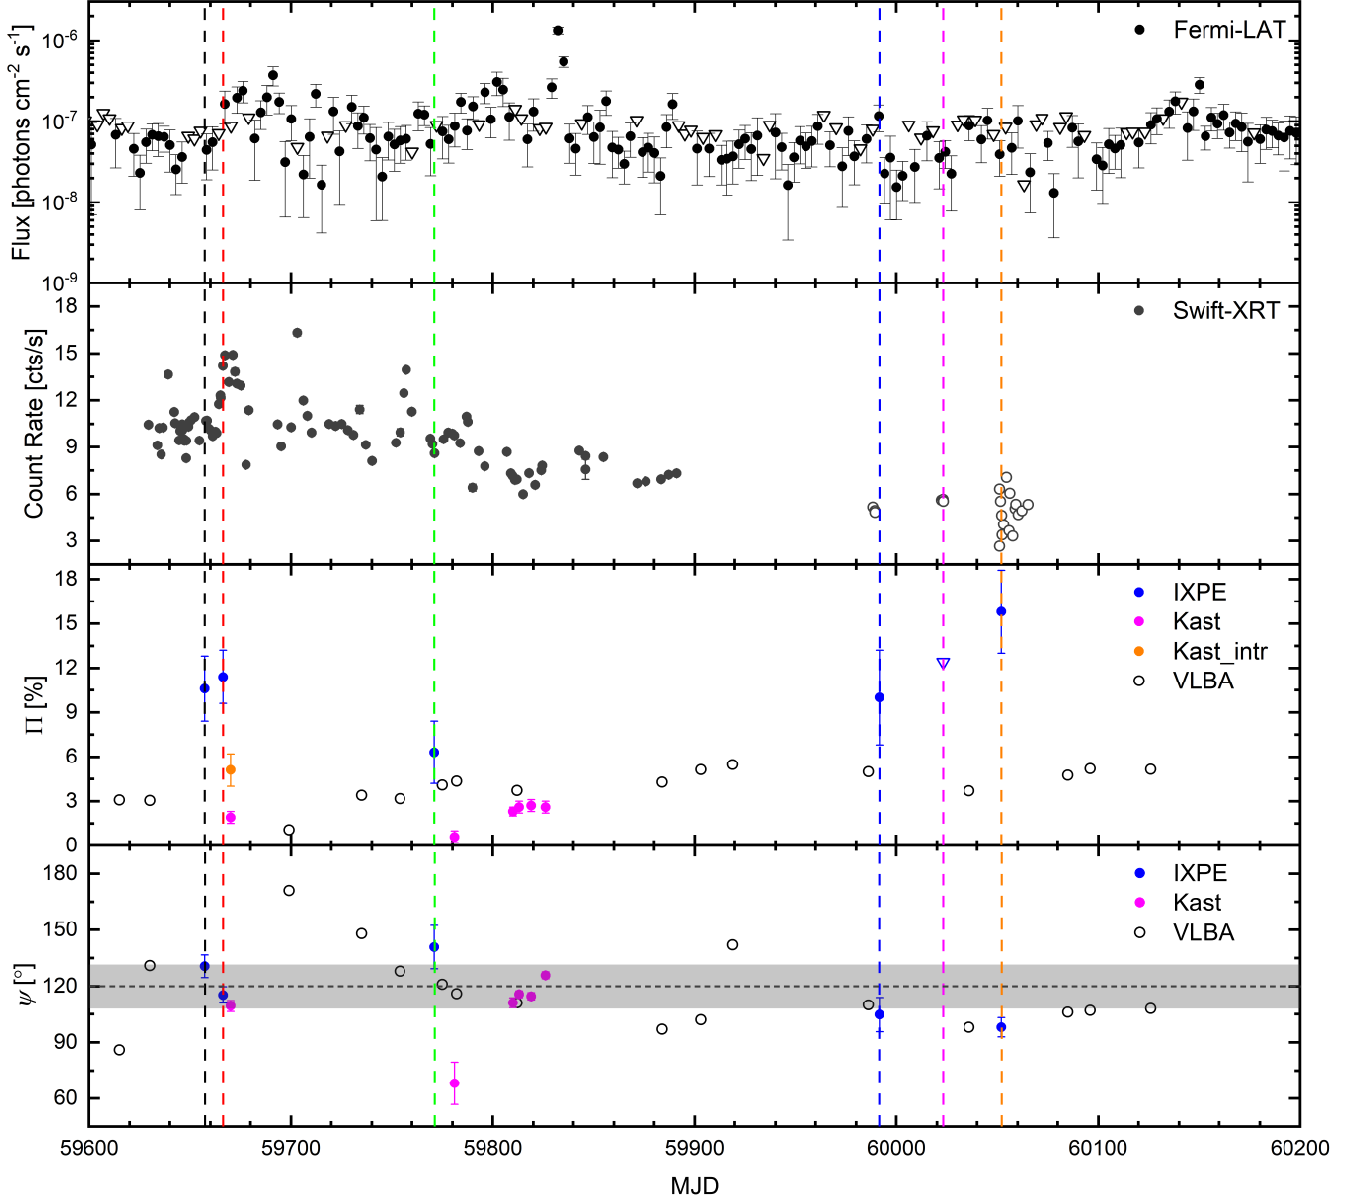 Flux [photons cm⁻² s⁻¹]
10⁻⁶
10⁻⁷
10⁻⁸
10⁻⁹
Fermi-LAT
Count Rate [cts/s]
18
15
12
9
6
3
Swift-XRT
Π [%]
18
15
12
9
6
3
0
IXPE
Kast
Kast_intr
VLBA
ψ [°]
180
150
120
90
60
IXPE
Kast
VLBA
59600 59700 59800 59900 60000 60100 60200
MJD